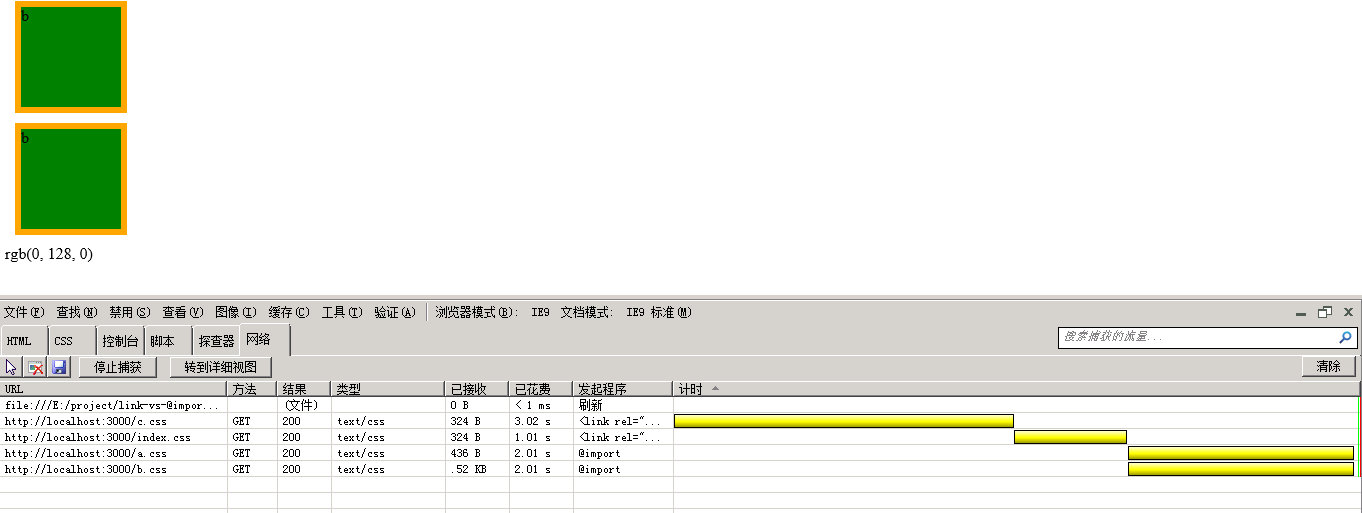 b
b
rgb(0, 128, 0)
文件(F) 查找(N) 禁用(S) 查看(V) 图像(I) 缓存(C) 工具(T) 验证(A) 浏览器模式(B): IE9 文档模式: IE9 标准(M)
HTML CSS 控制台 脚本 探查器 网络 搜索捕获的流量...
停止捕获 转到详细视图 清除
URL 方法 结果 类型 已接收 已花费 发起程序 计时
file:///E:/project/link-vs-@impor... (文件) 0 B < 1 ms 刷新
http://localhost:3000/c.css GET 200 text/css 324 B 3.02 s <link rel="...
http://localhost:3000/index.css GET 200 text/css 324 B 1.01 s <link rel="...
http://localhost:3000/a.css GET 200 text/css 436 B 2.01 s @import
http://localhost:3000/b.css GET 200 text/css .52 KB 2.01 s @import